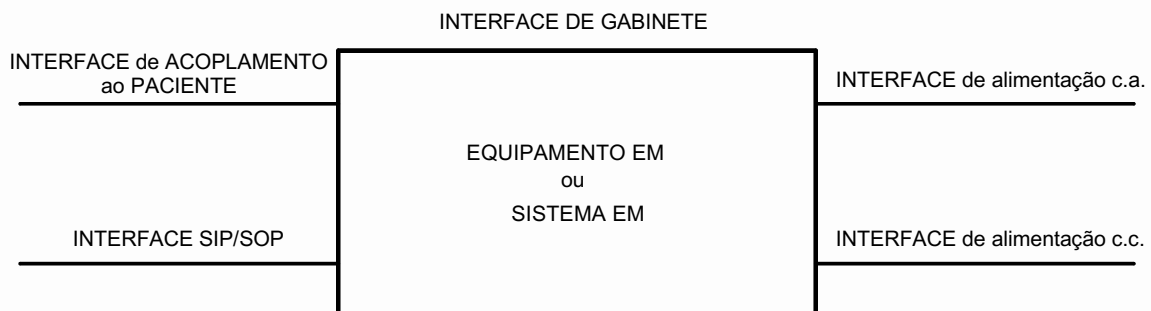 INTERFACE DE GABINETE
INTERFACE de ACOPLAMENTO
ao PACIENTE
INTERFACE de alimentação c.a.
EQUIPAMENTO EM
ou
SISTEMA EM
INTERFACE SIP/SOP
INTERFACE de alimentação c.c.